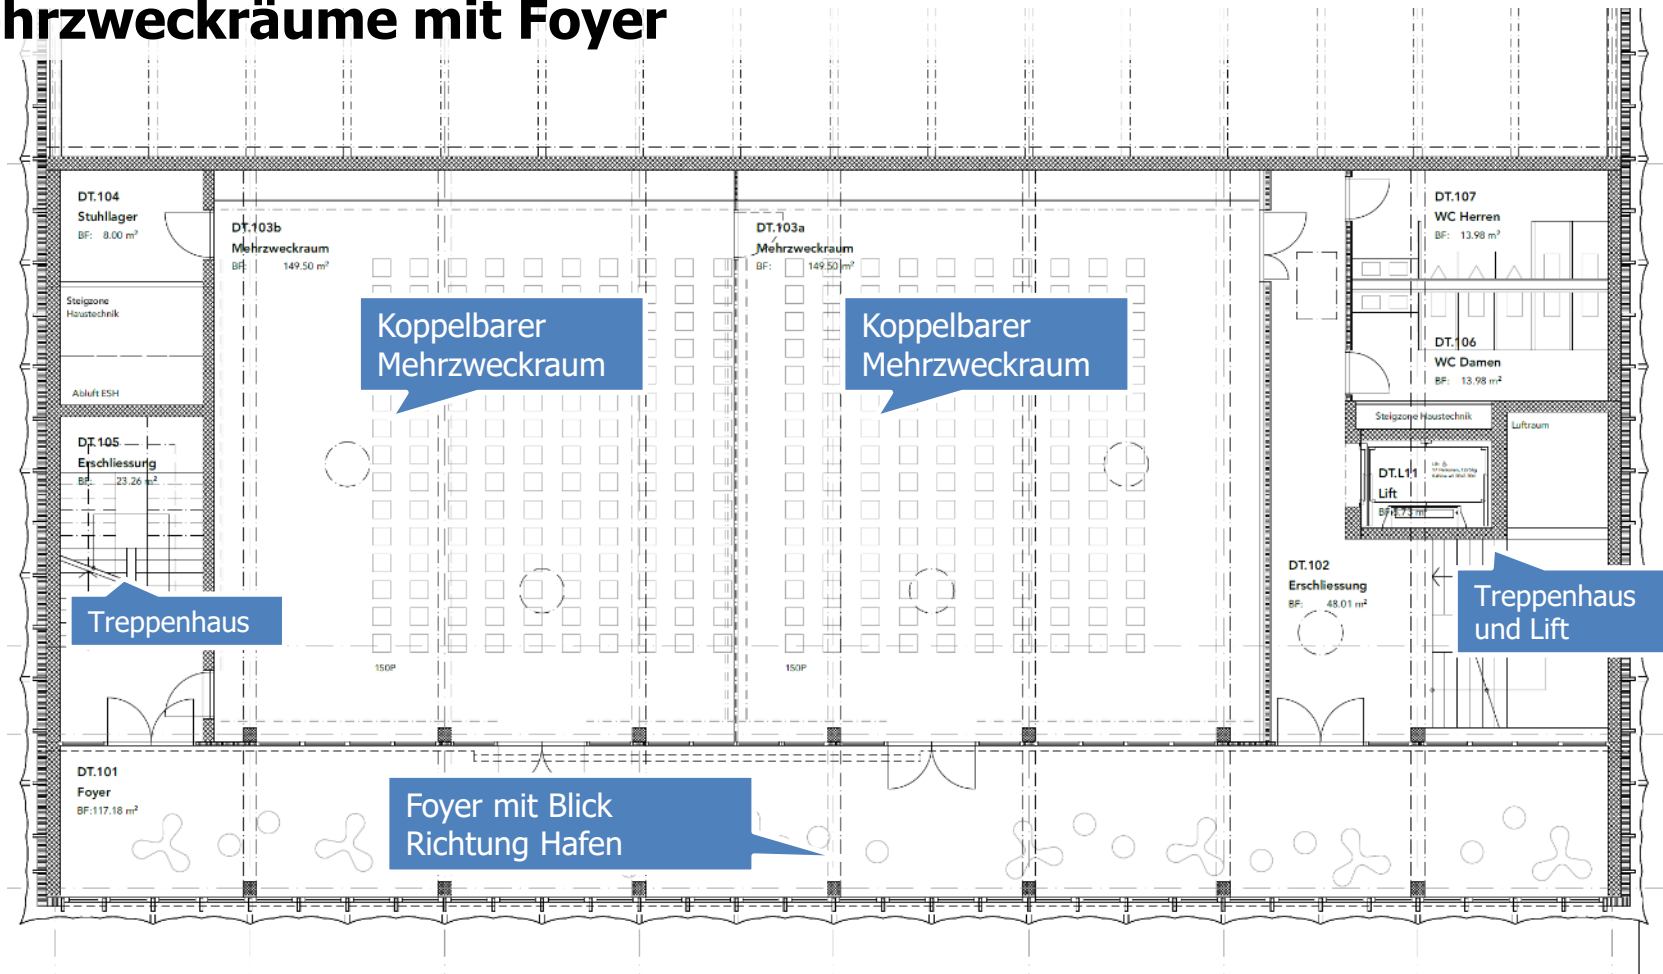 hrzweckräume mit Foyer
DT.104
Stuhllager
BF: 8.00 m²
Steigzone
Haustechnik
Abluft ESH
DT.105
Erschliessung
BF: 23.26 m²
Treppenhaus
DT.103b
Mehrzweckraum
BF: 149.50 m²
Koppelbarer
Mehrzweckraum
150P
DT.103a
Mehrzweckraum
BF: 149.50 m²
Koppelbarer
Mehrzweckraum
150P
DT.107
WC Herren
BF: 13.98 m²
DT.106
WC Damen
BF: 13.98 m²
Steigzone Haustechnik
Luftraum
DT.L11
Lift
DT.102
Erschliessung
BF: 48.01 m²
Treppenhaus
und Lift
DT.101
Foyer
BF:117.18 m²
Foyer mit Blick
Richtung Hafen